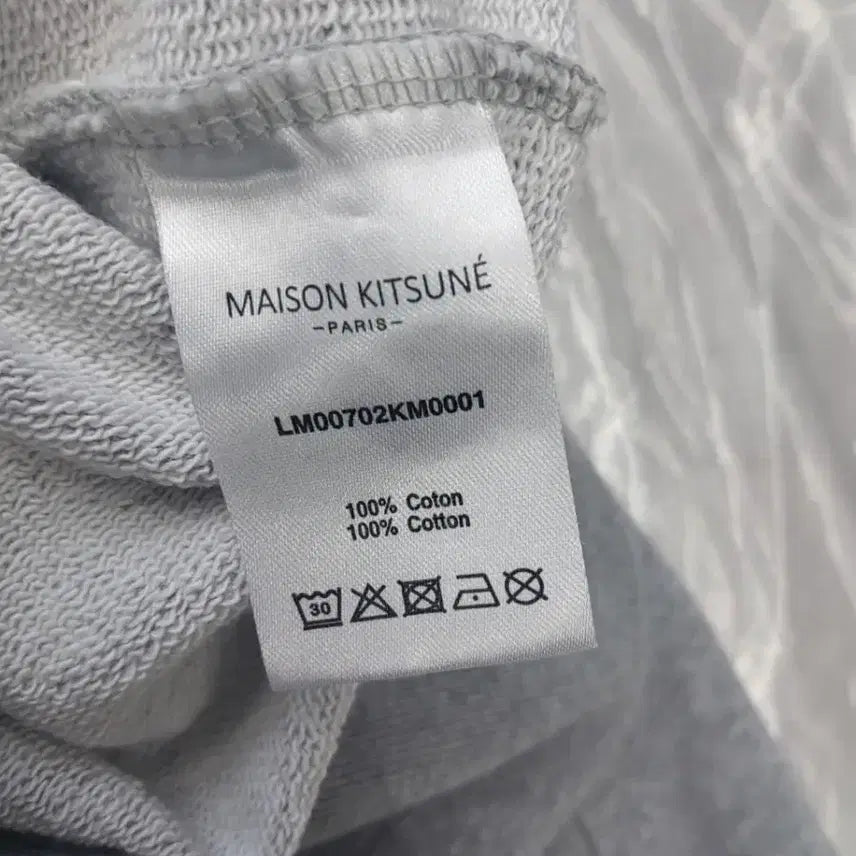 MAISON KITSUNÉ
-PARIS-
LM00702KM0001
100% Coton
100% Cotton
30